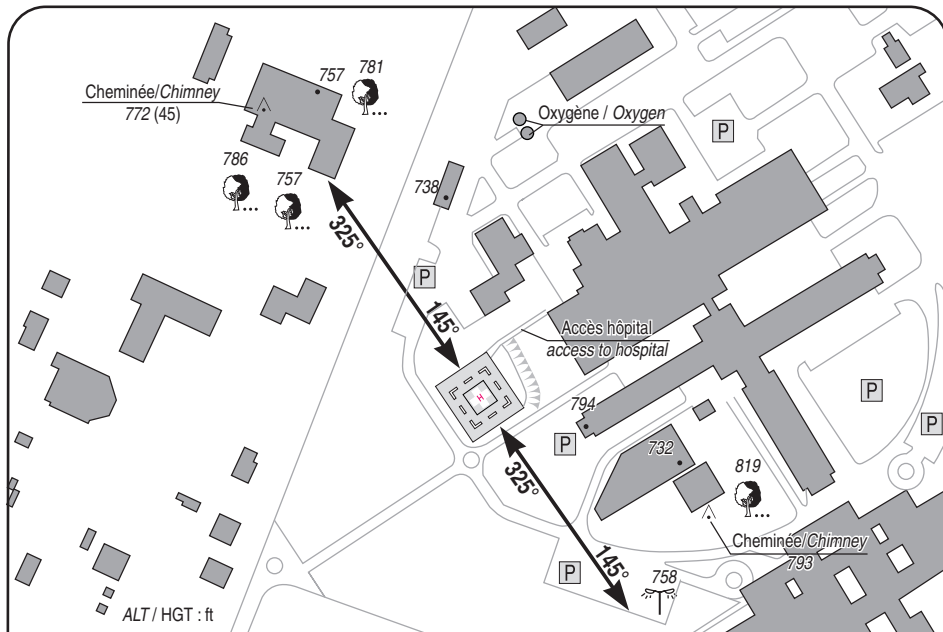 757
781
Cheminée/Chimney
772 (45)
Oxygène / Oxygen
P
786
757
738
325°
P
145°
Accès hôpital
access to hospital
H
P
794
P
P
325°
732
819
Cheminée/Chimney
793
145°
P
758
ALT / HGT : ft